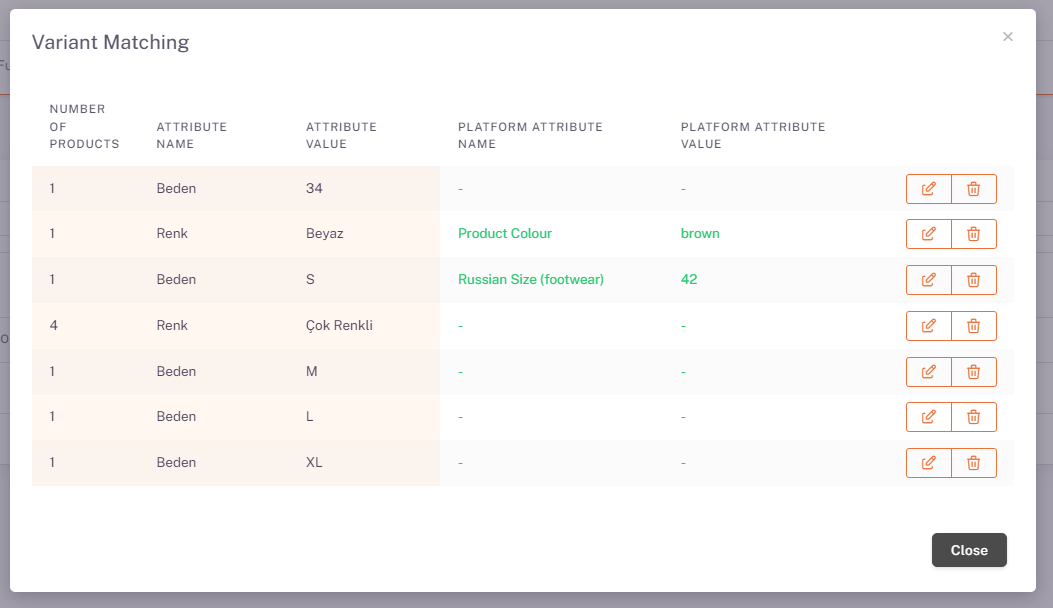 Variant Matching
×
NUMBER OF PRODUCTS ATTRIBUTE NAME ATTRIBUTE VALUE PLATFORM ATTRIBUTE NAME PLATFORM ATTRIBUTE VALUE
1 Beden 34 - -
1 Renk Beyaz Product Colour brown
1 Beden S Russian Size (footwear) 42
4 Renk Çok Renkli - -
1 Beden M - -
1 Beden L - -
1 Beden XL - -
Close